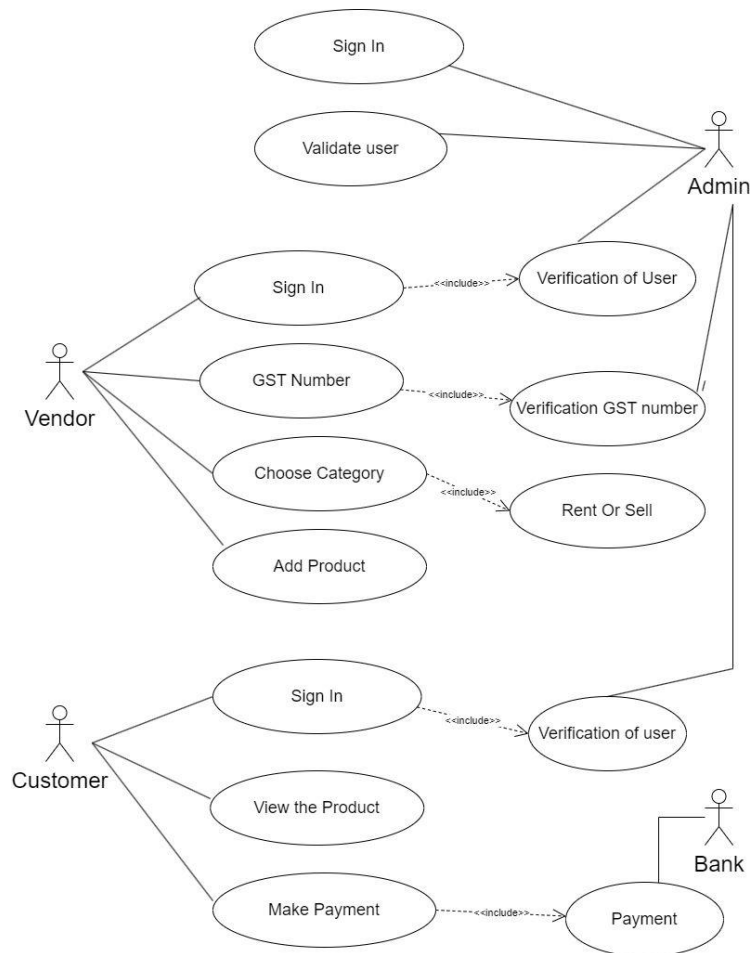 Sign In
Validate user
Admin
Sign In
<<include>>
Verification of User
Vendor
GST Number
<<include>>
Verification GST number
Choose Category
<<include>>
Rent Or Sell
Add Product
Customer
Sign In
<<include>>
Verification of user
View the Product
Bank
Make Payment
<<include>>
Payment